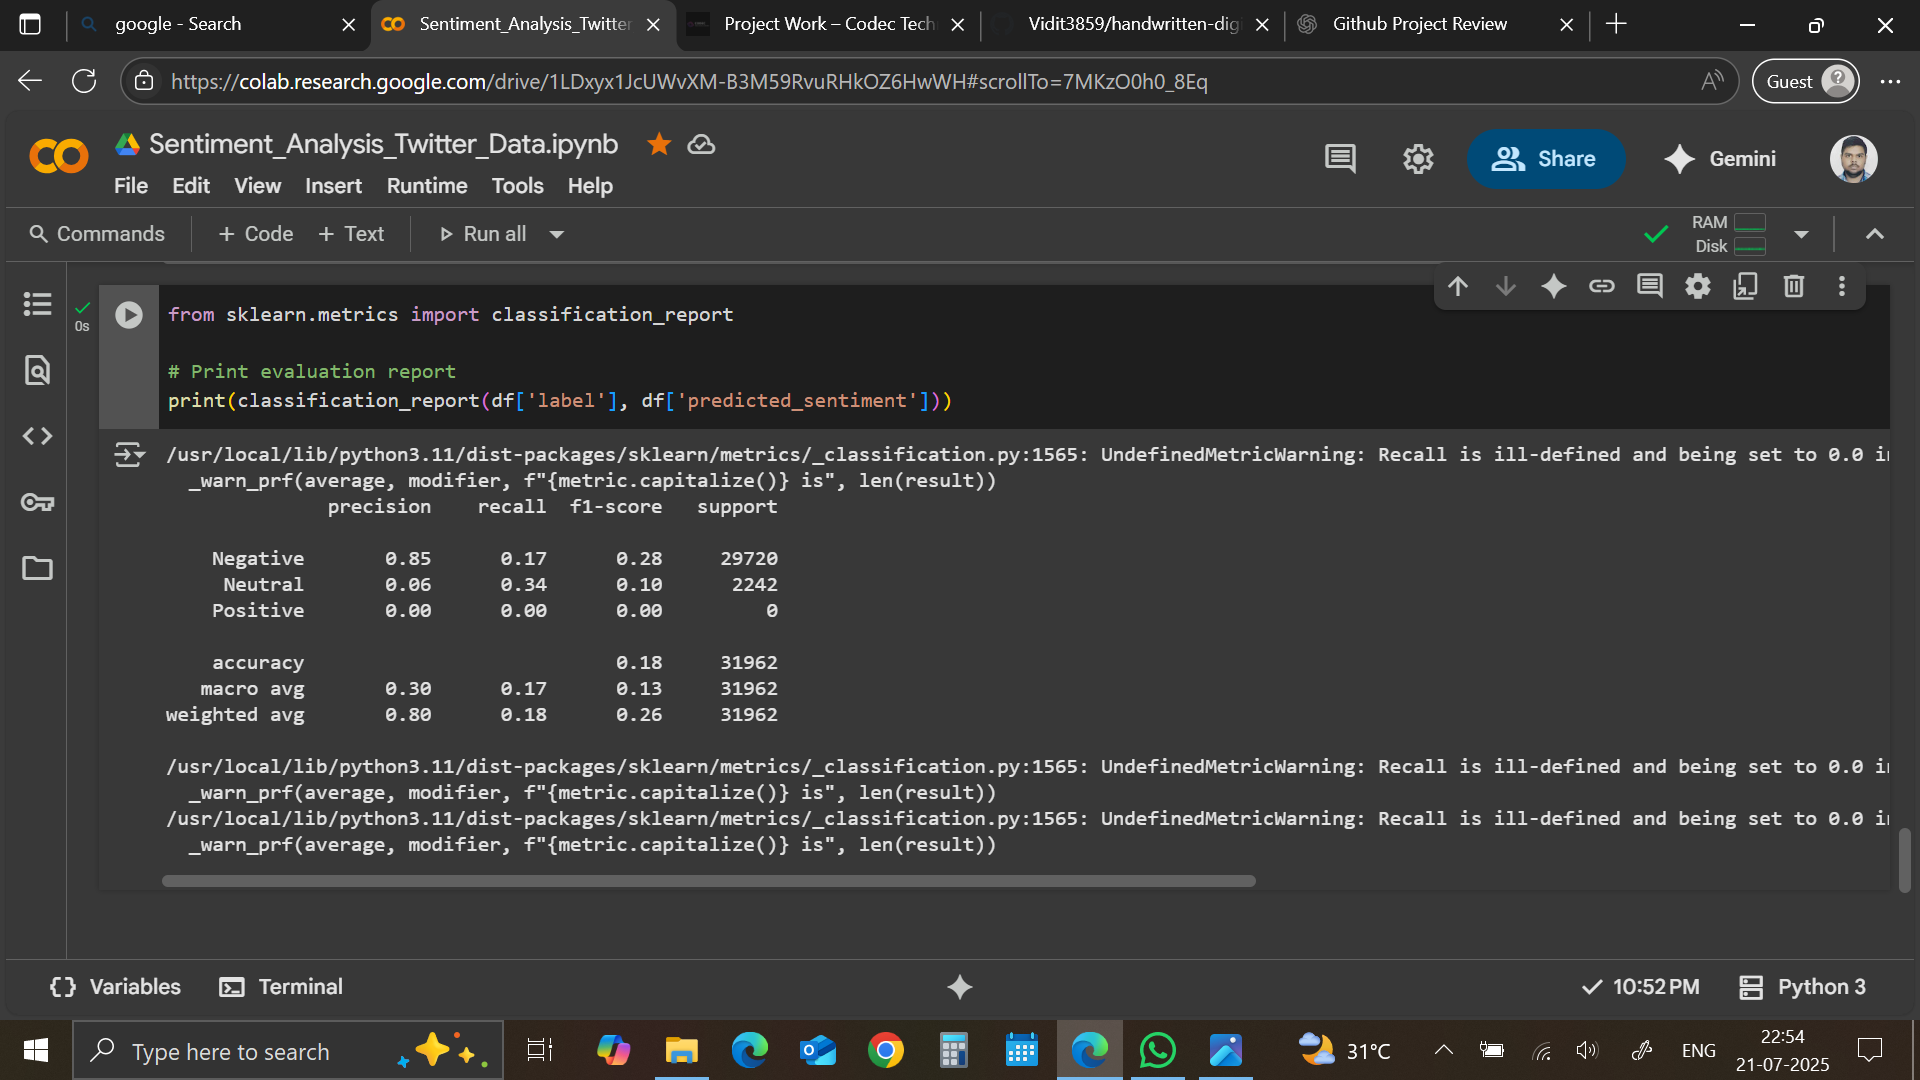 google - Search
Sentiment_Analysis_Twitter
Project Work – Codec Tech
Vidit3859/handwritten-digi
Github Project Review
https://colab.research.google.com/drive/1LDxyx1JcUWvXM-B3M59RvuRHkOZ6HwWH#scrollTo=7MKzO0h0_8Eq
Guest
Sentiment_Analysis_Twitter_Data.ipynb
Share
Gemini
File Edit View Insert Runtime Tools Help
Commands + Code + Text Run all
RAM
Disk
0s
from sklearn.metrics import classification_report
# Print evaluation report
print(classification_report(df['label'], df['predicted_sentiment']))
/usr/local/lib/python3.11/dist-packages/sklearn/metrics/_classification.py:1565: UndefinedMetricWarning: Recall is ill-defined and being set to 0.0 i
_warn_prf(average, modifier, f"{metric.capitalize()} is", len(result))
precision recall f1-score support
Negative 0.85 0.17 0.28 29720
Neutral 0.06 0.34 0.10 2242
Positive 0.00 0.00 0.00 0
accuracy 0.18 31962
macro avg 0.30 0.17 0.13 31962
weighted avg 0.80 0.18 0.26 31962
/usr/local/lib/python3.11/dist-packages/sklearn/metrics/_classification.py:1565: UndefinedMetricWarning: Recall is ill-defined and being set to 0.0 i
_warn_prf(average, modifier, f"{metric.capitalize()} is", len(result))
/usr/local/lib/python3.11/dist-packages/sklearn/metrics/_classification.py:1565: UndefinedMetricWarning: Recall is ill-defined and being set to 0.0 i
_warn_prf(average, modifier, f"{metric.capitalize()} is", len(result))
Variables Terminal
10:52 PM Python 3
Type here to search
31°C
ENG
22:54
21-07-2025